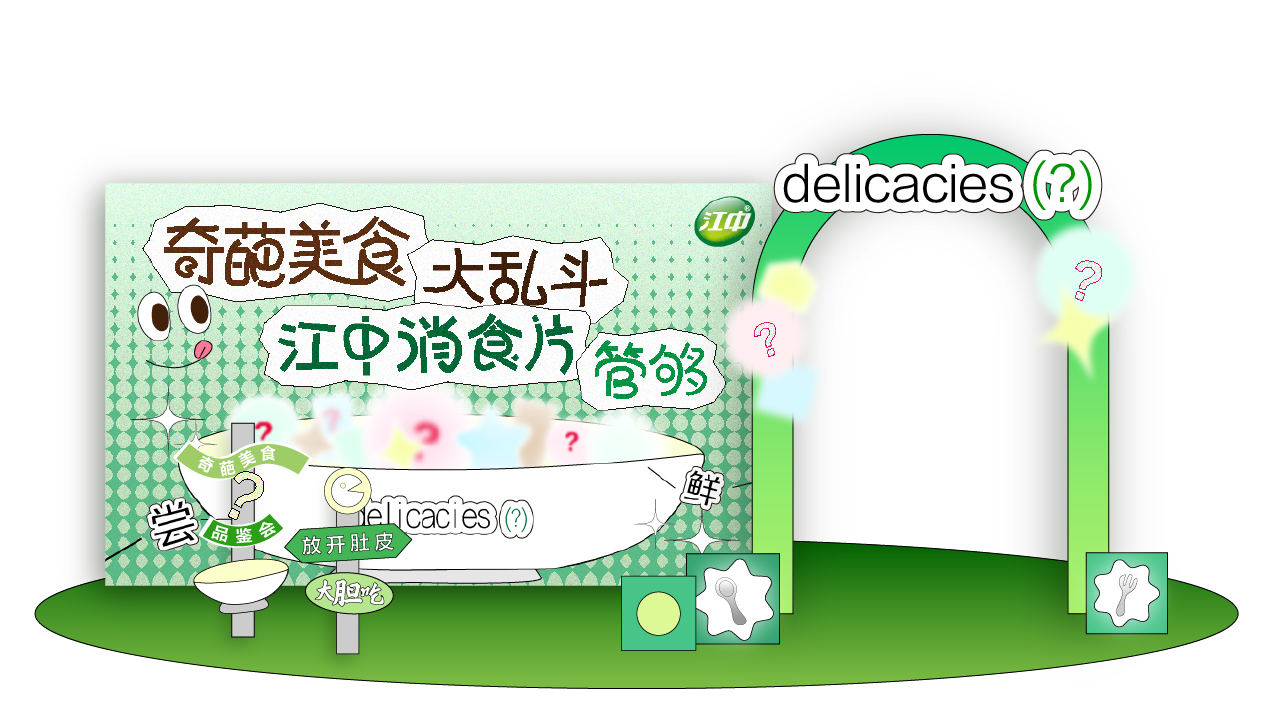 奇葩美食
大乱斗
江中消食片
管够
江中®
delicacies (?)
?
?
?
?
?
?
奇葩美食
?
品鉴会
尝
鲜
delicacies (?)
放开肚皮
大胆吃